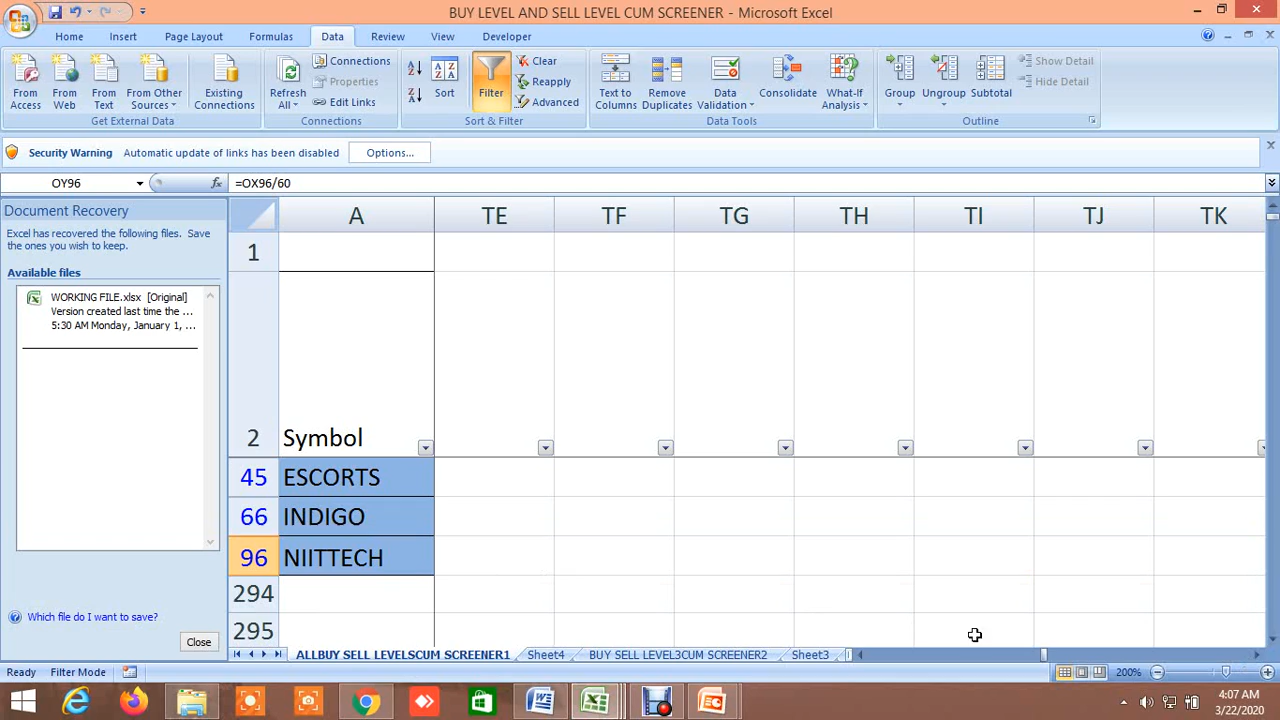 BUY LEVEL AND SELL LEVEL CUM SCREENER - Microsoft Excel
Home Insert Page Layout Formulas Data Review View Developer
From Access
From Web
From Text
From Other Sources
Existing Connections
Get External Data
Refresh All
Connections
Properties
Edit Links
Connections
Sort
Filter
Clear
Reapply
Advanced
Sort & Filter
Text to Columns
Remove Duplicates
Data Validation
Consolidate
What-If Analysis
Data Tools
Group
Ungroup
Subtotal
Show Detail
Hide Detail
Outline
Security Warning Automatic update of links has been disabled Options...
OY96 fx =OX96/60
Document Recovery
Excel has recovered the following files. Save
the ones you wish to keep.
Available files
WORKING FILE.xlsx [Original]
Version created last time the ...
5:30 AM Monday, January 1, ...
Which file do I want to save?
Close
A TE TF TG TH TI TJ TK
1
2 Symbol
45 ESCORTS
66 INDIGO
96 NIITTECH
294
295
ALLBUY SELL LEVELSCUM SCREENER1 Sheet4 BUY SELL LEVEL3CUM SCREENER2 Sheet3
Ready Filter Mode 200%
4:07 AM
3/22/2020